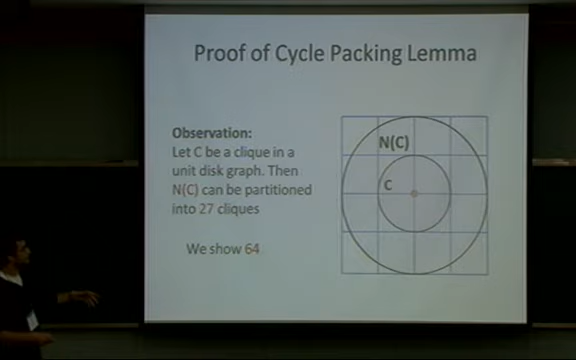 Proof of Cycle Packing Lemma
Observation:
Let C be a clique in a
unit disk graph. Then
N(C) can be partitioned
into 27 cliques
We show 64
N(C)
C